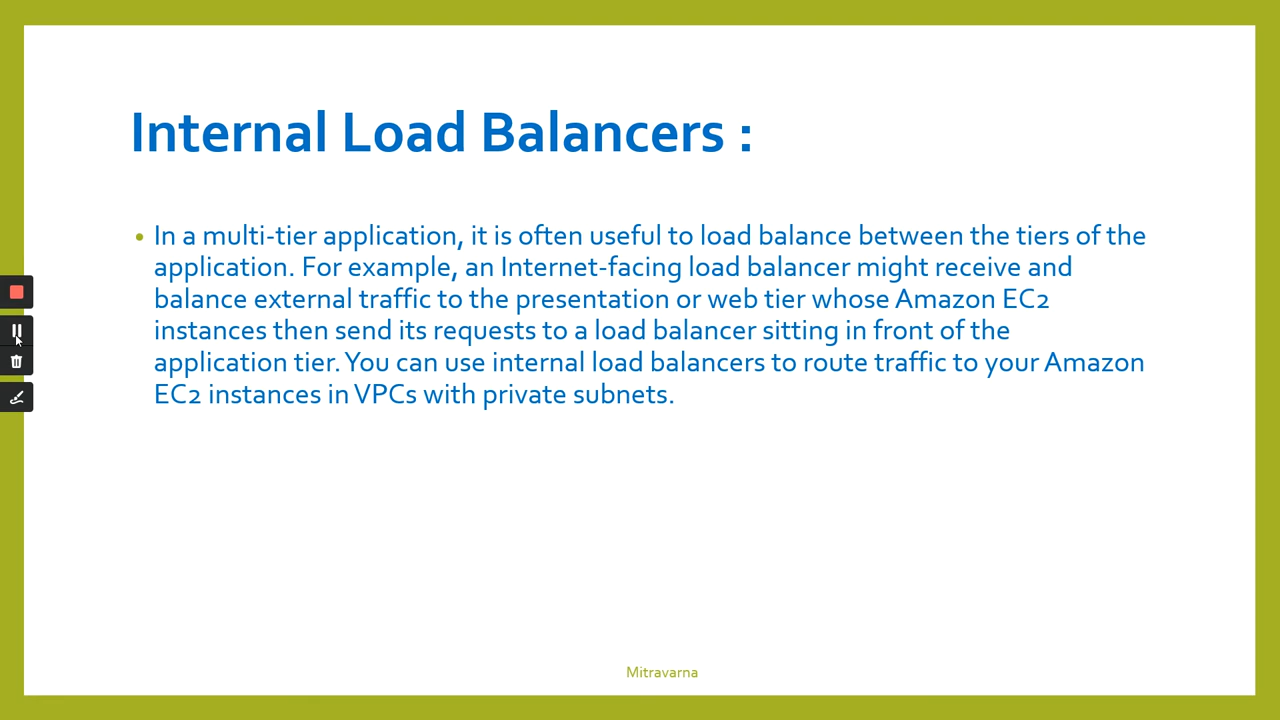 Internal Load Balancers :
• In a multi-tier application, it is often useful to load balance between the tiers of the
application. For example, an Internet-facing load balancer might receive and
balance external traffic to the presentation or web tier whose Amazon EC2
instances then send its requests to a load balancer sitting in front of the
application tier. You can use internal load balancers to route traffic to your Amazon
EC2 instances in VPCs with private subnets.
Mitravarna